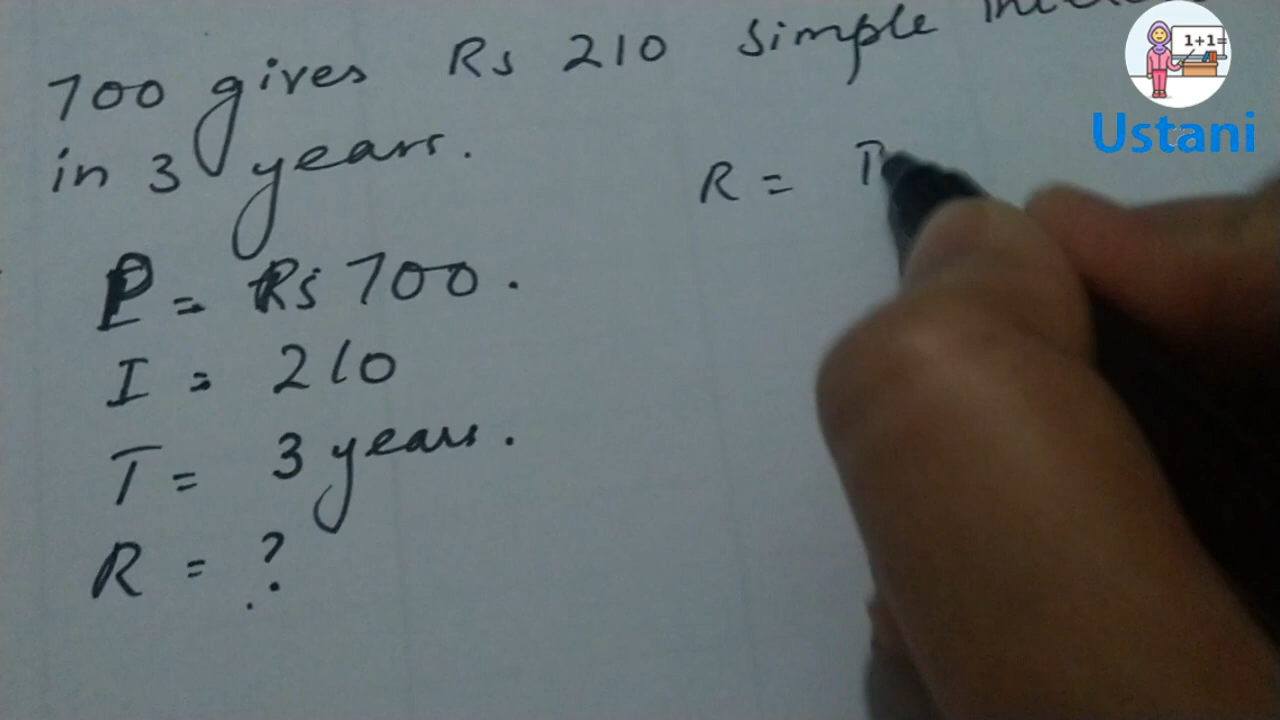 700 gives Rs 210 simple
in 3 years.
P = Rs 700.
I = 210
T = 3 years.
R = ?
R =
1+1=
Ustani